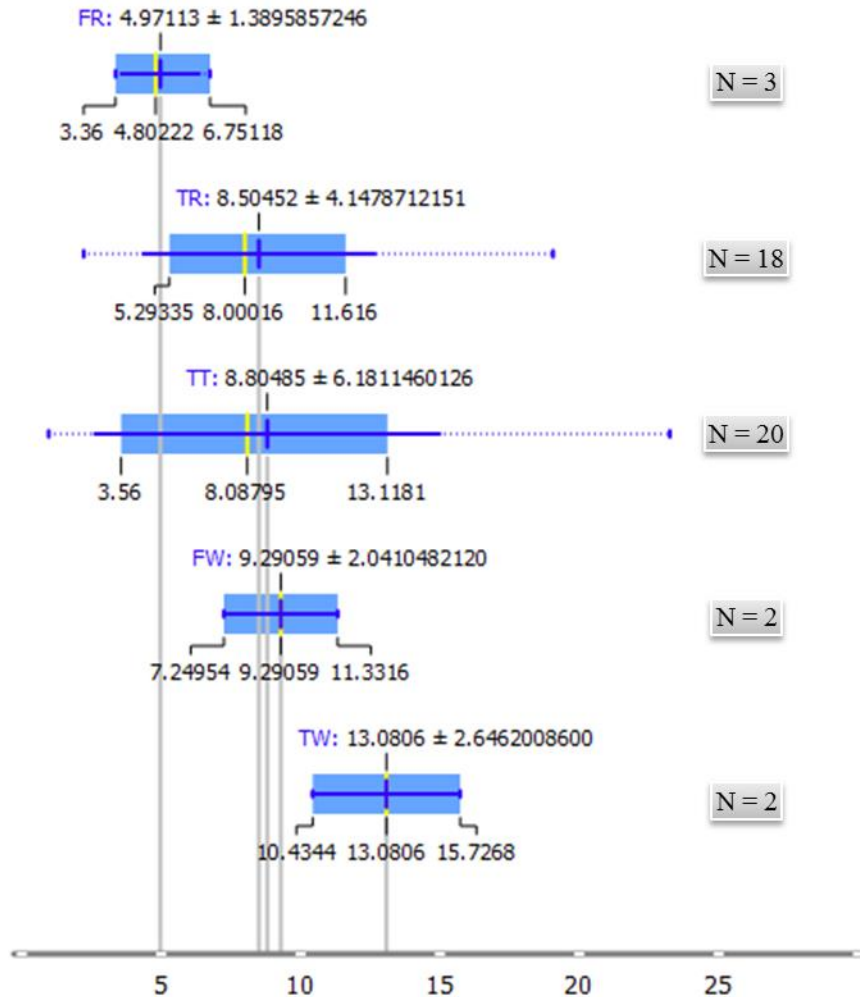 FR: 4.97113 ± 1.3895857246
N = 3
3.36 4.80222 6.75118
TR: 8.50452 ± 4.1478712151
N = 18
5.29335 8.00016 11.616
TT: 8.80485 ± 6.1811460126
N = 20
3.56 8.08795 13.1181
FW: 9.29059 ± 2.0410482120
N = 2
7.24954 9.29059 11.3316
TW: 13.0806 ± 2.6462008600
N = 2
10.4344 13.0806 15.7268
5 10 15 20 25